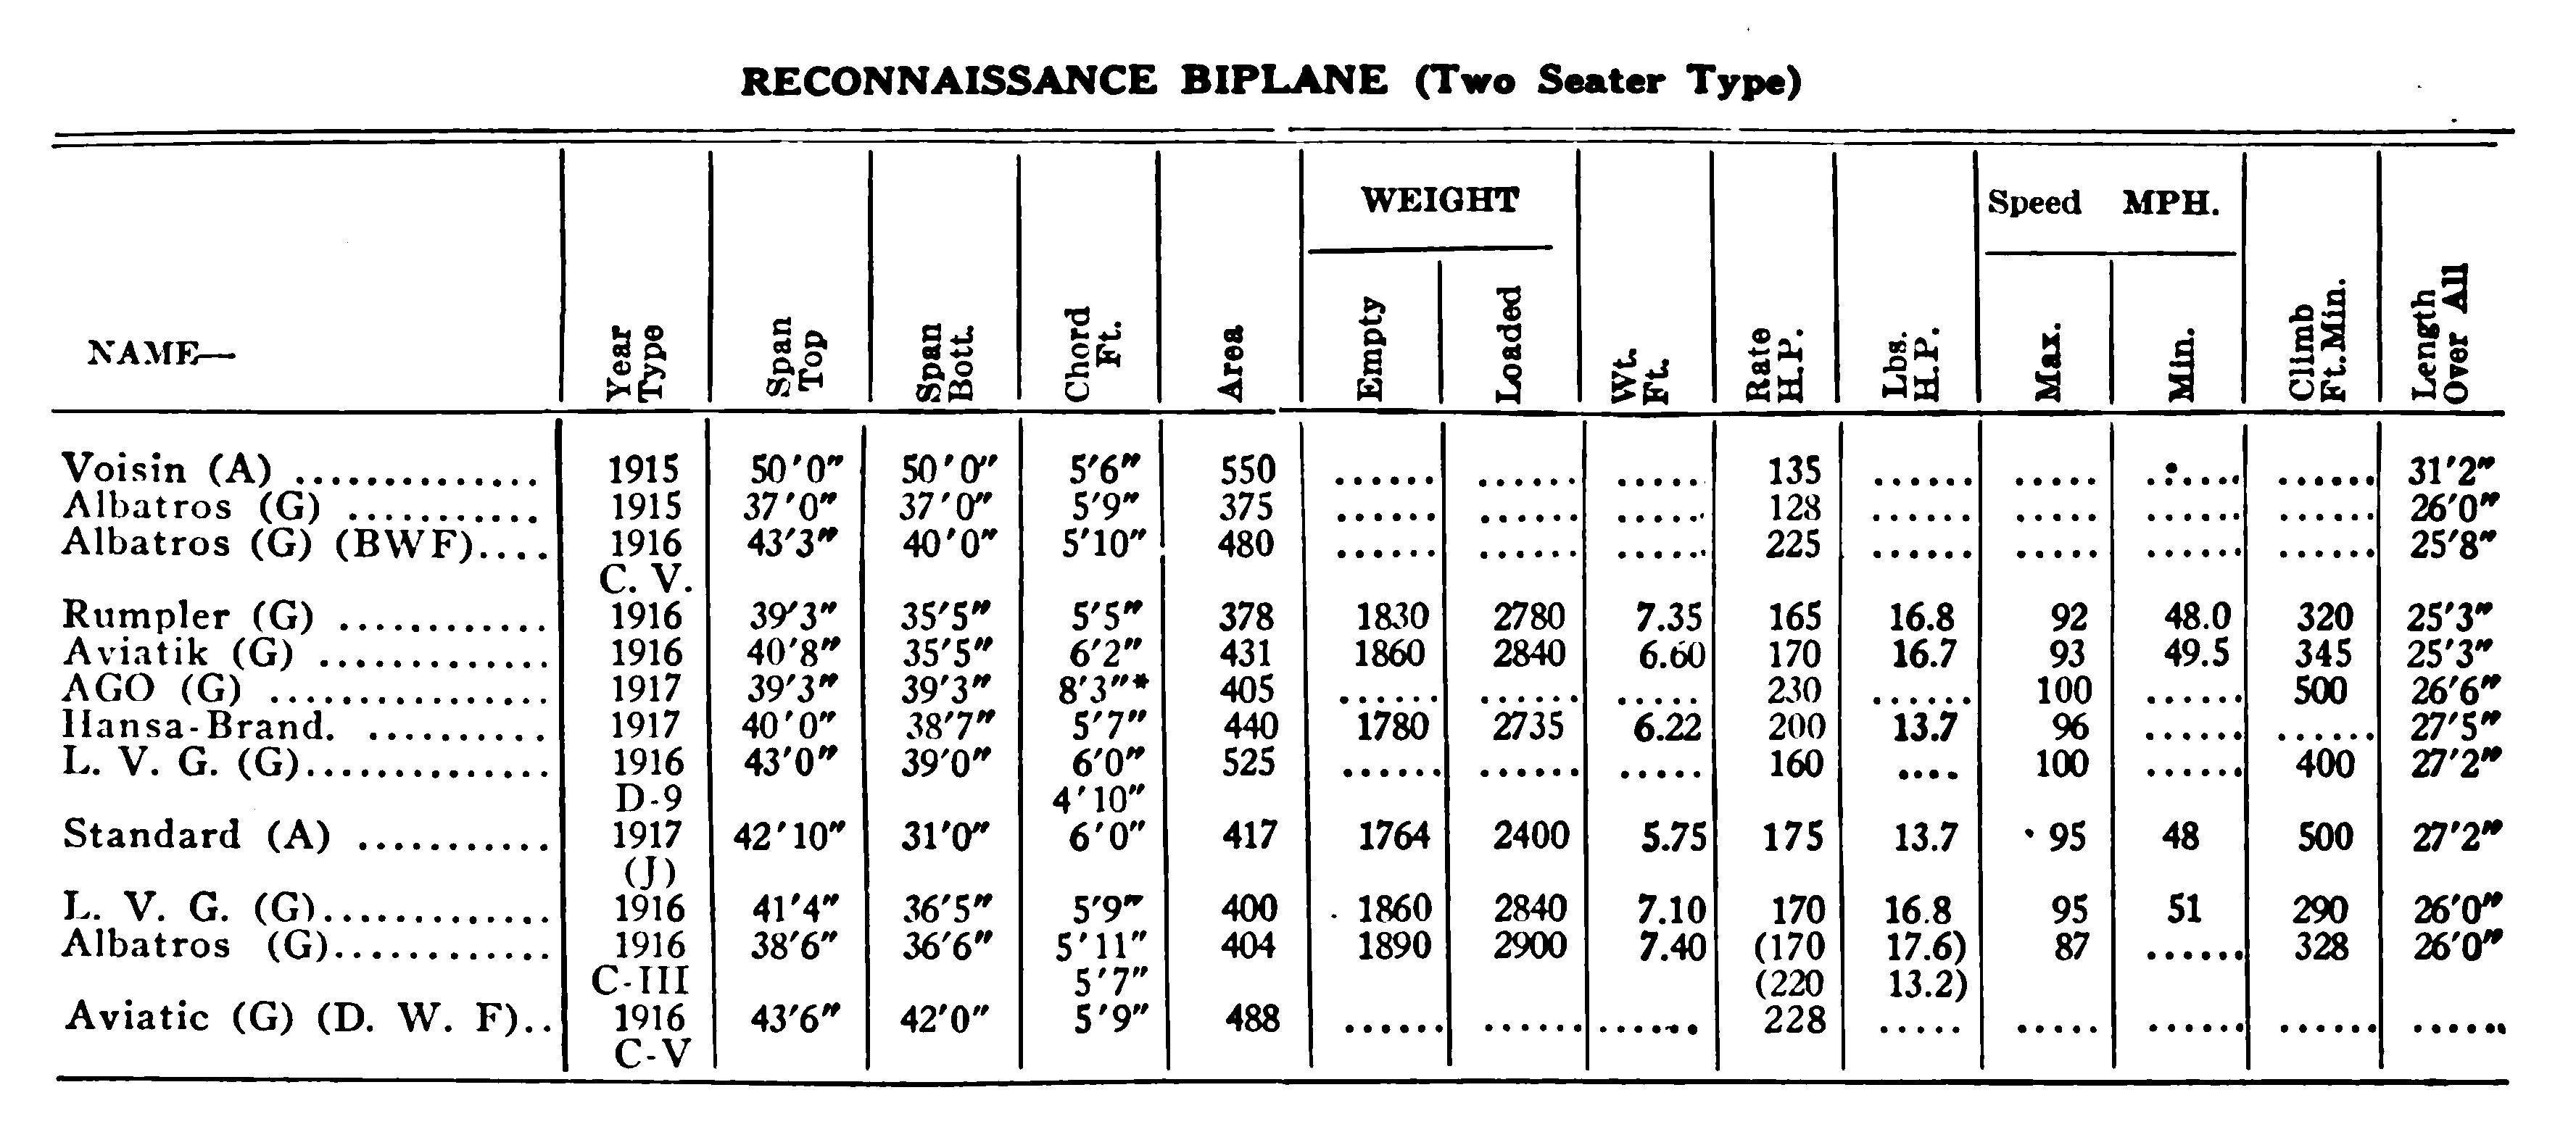 RECONNAISSANCE BIPLANE (Two Seater Type)
NAME— Year Type Span Top Span Bott. Chord Ft. Area WEIGHT Empty Loaded Wt. Ft. Rate H.P. Lbs. H.P. Speed MPH. Max. Min. Climb Ft.Min. Length Over All
Voisin (A) .............. 1915 50'0" 50'0" 5'6" 550 ...... ...... ..... 135 ...... ..... ...... ...... 31'2"
Albatros (G) ........... 1915 37'0" 37'0" 5'9" 375 ...... ...... ..... 128 ...... ..... ...... ...... 26'0"
Albatros (G) (BWF).... 1916 43'3" 40'0" 5'10" 480 ...... ...... ..... 225 ...... ..... ...... ...... 25'8"
C. V.
Rumpler (G) ............ 1916 39'3" 35'5" 5'5" 378 1830 2780 7.35 165 16.8 92 48.0 320 25'3"
Aviatik (G) ............. 1916 40'8" 35'5" 6'2" 431 1860 2840 6.60 170 16.7 93 49.5 345 25'3"
AGO (G) ................ 1917 39'3" 39'3" 8'3"* 405 ...... ...... ..... 230 ...... 100 ...... 500 26'6"
Hansa-Brand. .......... 1917 40'0" 38'7" 5'7" 440 1780 2735 6.22 200 13.7 96 ...... ...... 27'5"
L. V. G. (G).............. 1916 43'0" 39'0" 6'0" 525 ...... ...... ..... 160 .... 100 ...... 400 27'2"
D-9 4'10"
Standard (A) ........... 1917 42'10" 31'0" 6'0" 417 1764 2400 5.75 175 13.7 95 48 500 27'2"
(J)
L. V. G. (G)............. 1916 41'4" 36'5" 5'9" 400 1860 2840 7.10 170 16.8 95 51 290 26'0"
Albatros (G)............ 1916 38'6" 36'6" 5'11" 404 1890 2900 7.40 (170 17.6) 87 ...... 328 26'0"
C-III 5'7" (220 13.2)
Aviatic (G) (D. W. F).. 1916 43'6" 42'0" 5'9" 488 ...... ...... ...... 228 ..... ..... ...... ...... ......
C-V